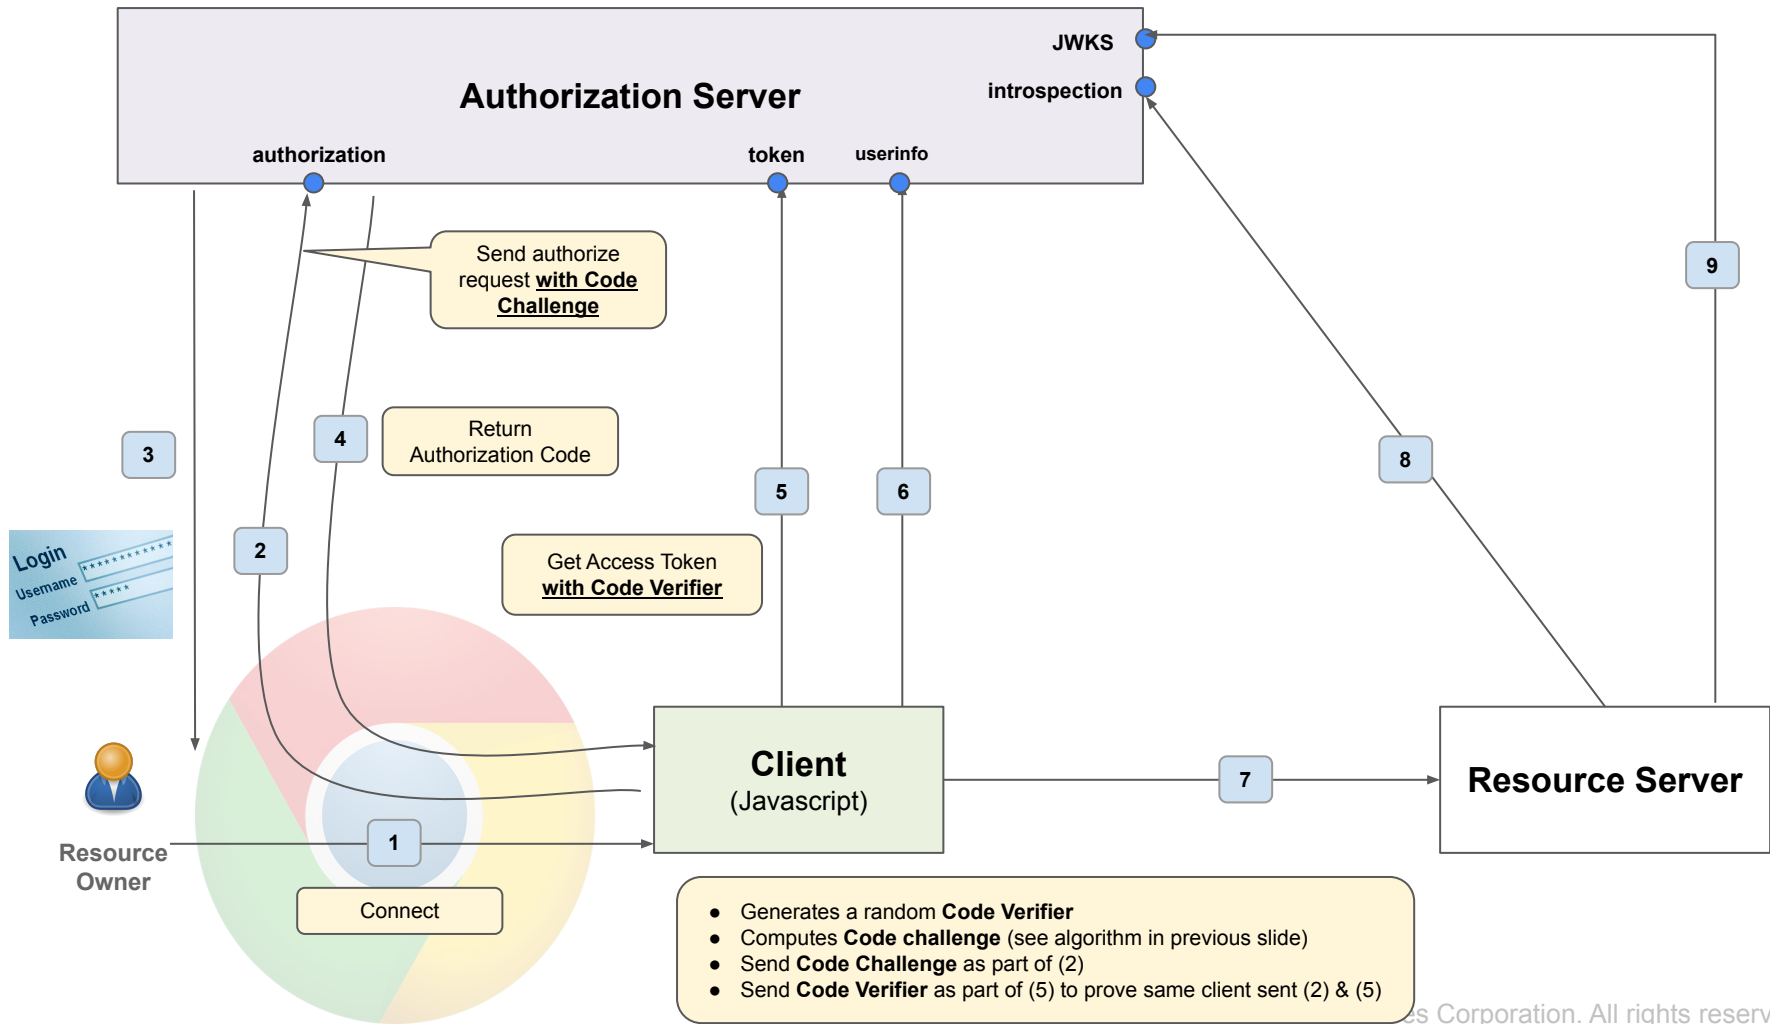 JWKS
Authorization Server
introspection
authorization
token
userinfo
Send authorize
request with Code
Challenge
9
3
4
Return
Authorization Code
8
5
6
2
Login
Username
***********
Password
*****
Get Access Token
with Code Verifier
Client
(Javascript)
7
Resource Server
1
Resource
Owner
Connect
● Generates a random Code Verifier
● Computes Code challenge (see algorithm in previous slide)
● Send Code Challenge as part of (2)
● Send Code Verifier as part of (5) to prove same client sent (2) & (5)
es Corporation. All rights reserv